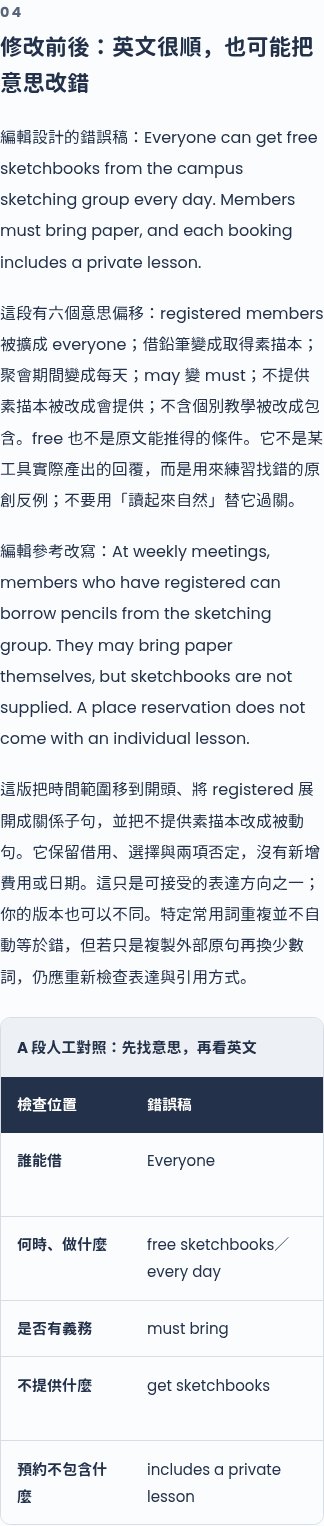 04
修改前後：英文很順，也可能把
意思改錯
編輯設計的錯誤稿：Everyone can get free
sketchbooks from the campus
sketching group every day. Members
must bring paper, and each booking
includes a private lesson.
這段有六個意思偏移：registered members
被擴成 everyone；借鉛筆變成取得素描本；
聚會期間變成每天；may 變 must；不提供
素描本被改成會提供；不含個別教學被改成包
含。free 也不是原文能推得的條件。它不是某
工具實際產出的回覆，而是用來練習找錯的原
創反例；不要用「讀起來自然」替它過關。
編輯參考改寫：At weekly meetings,
members who have registered can
borrow pencils from the sketching
group. They may bring paper
themselves, but sketchbooks are not
supplied. A place reservation does not
come with an individual lesson.
這版把時間範圍移到開頭、將 registered 展
開成關係子句，並把不提供素描本改成被動
句。它保留借用、選擇與兩項否定，沒有新增
費用或日期。這只是可接受的表達方向之一；
你的版本也可以不同。特定常用詞重複並不自
動等於錯，但若只是複製外部原句再換少數
詞，仍應重新檢查表達與引用方式。
A 段人工對照：先找意思，再看英文
檢查位置 錯誤稿
誰能借 Everyone
何時、做什麼 free sketchbooks／
every day
是否有義務 must bring
不提供什麼 get sketchbooks
預約不包含什 includes a private
麼 lesson